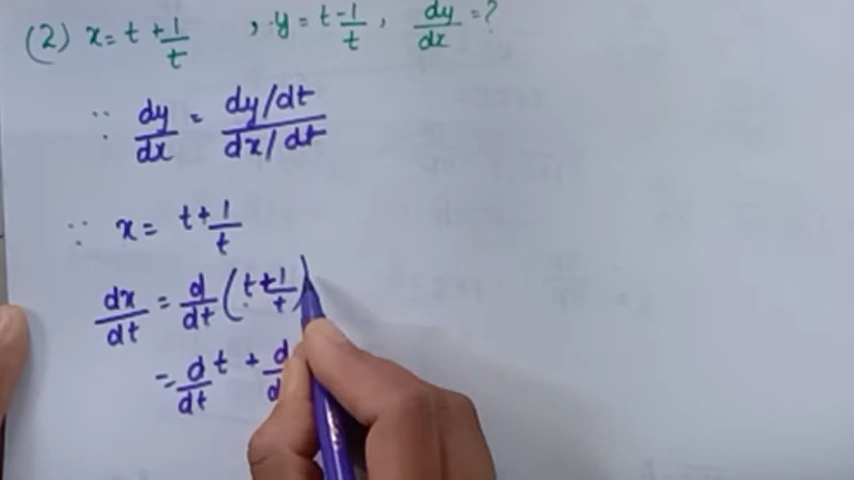 (2) x = t + 1/t , y = t - 1/t , dy/dx = ?
∵ dy/dx = dy/dt / dx/dt
∵ x = t + 1/t
dx/dt = d/dt (t + 1/t)
= d/dt t + d